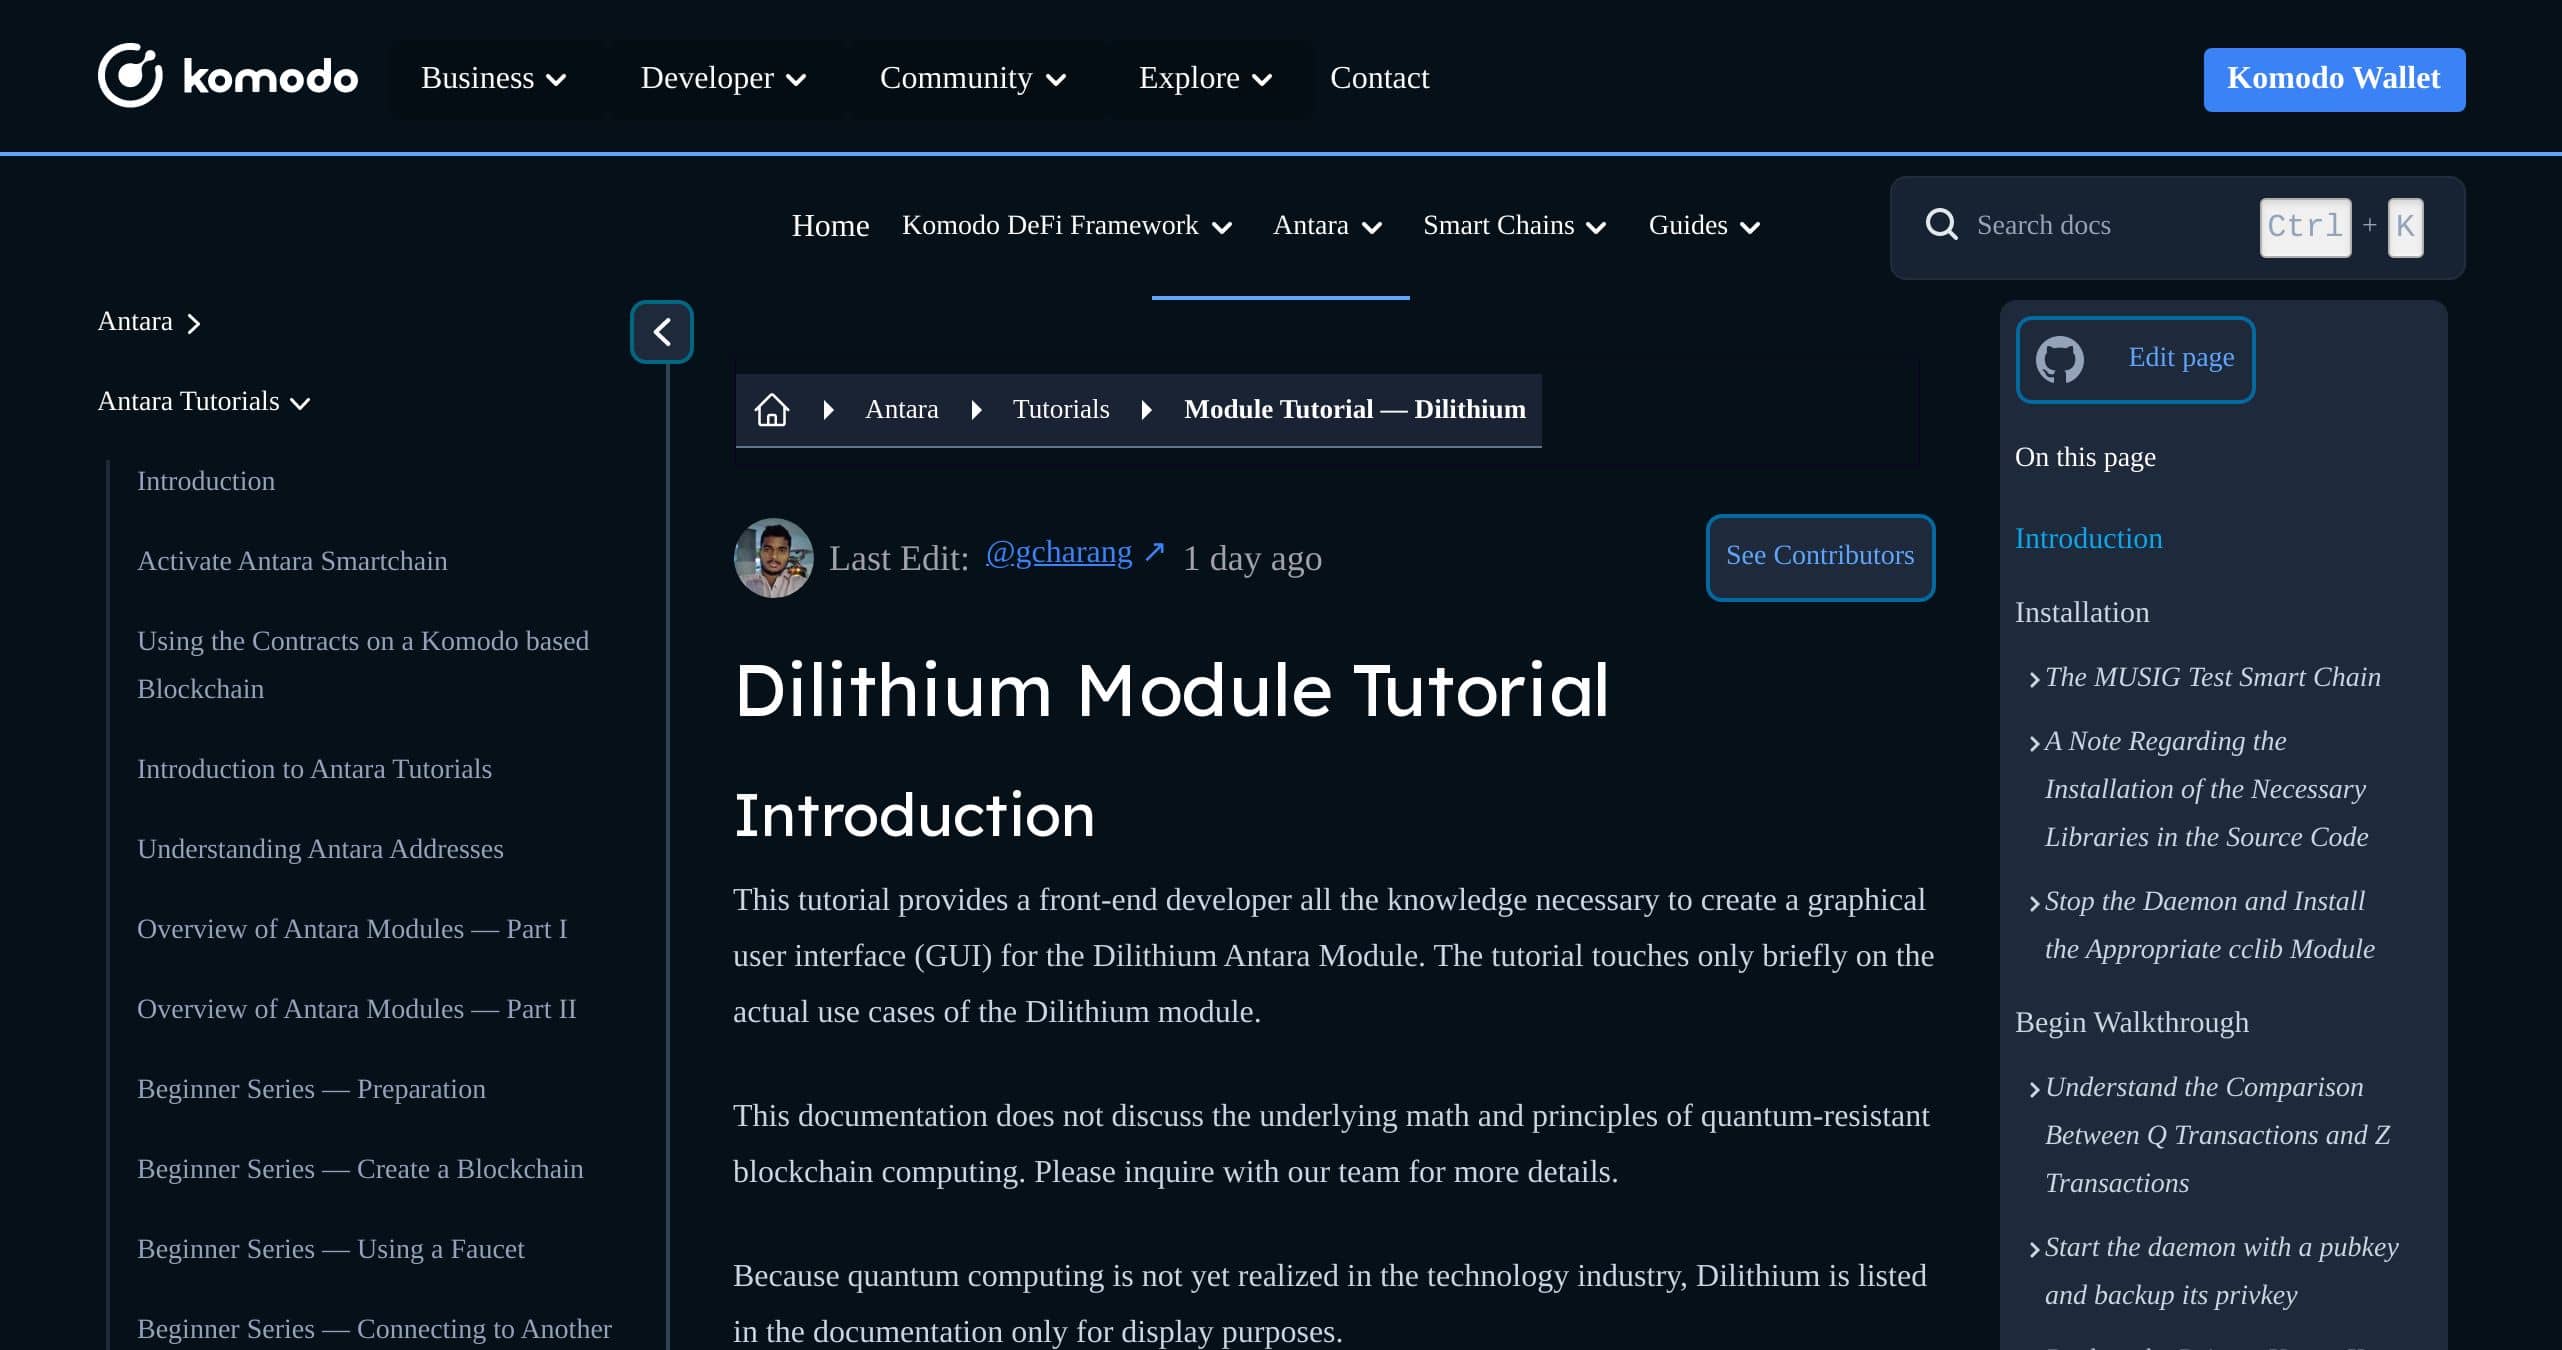 komodo Business Developer Community Explore Contact Komodo Wallet
Home Komodo DeFi Framework Antara Smart Chains Guides Search docs Ctrl + K
Antara
Antara Tutorials
Introduction
Activate Antara Smartchain
Using the Contracts on a Komodo based
Blockchain
Introduction to Antara Tutorials
Understanding Antara Addresses
Overview of Antara Modules — Part I
Overview of Antara Modules — Part II
Beginner Series — Preparation
Beginner Series — Create a Blockchain
Beginner Series — Using a Faucet
Beginner Series — Connecting to Another
Antara Tutorials Module Tutorial — Dilithium
Last Edit: @gcharang ↗ 1 day ago See Contributors
Dilithium Module Tutorial
Introduction
This tutorial provides a front-end developer all the knowledge necessary to create a graphical
user interface (GUI) for the Dilithium Antara Module. The tutorial touches only briefly on the
actual use cases of the Dilithium module.
This documentation does not discuss the underlying math and principles of quantum-resistant
blockchain computing. Please inquire with our team for more details.
Because quantum computing is not yet realized in the technology industry, Dilithium is listed
in the documentation only for display purposes.
Edit page
On this page
Introduction
Installation
The MUSIG Test Smart Chain
A Note Regarding the
Installation of the Necessary
Libraries in the Source Code
Stop the Daemon and Install
the Appropriate cclib Module
Begin Walkthrough
Understand the Comparison
Between Q Transactions and Z
Transactions
Start the daemon with a pubkey
and backup its privkey